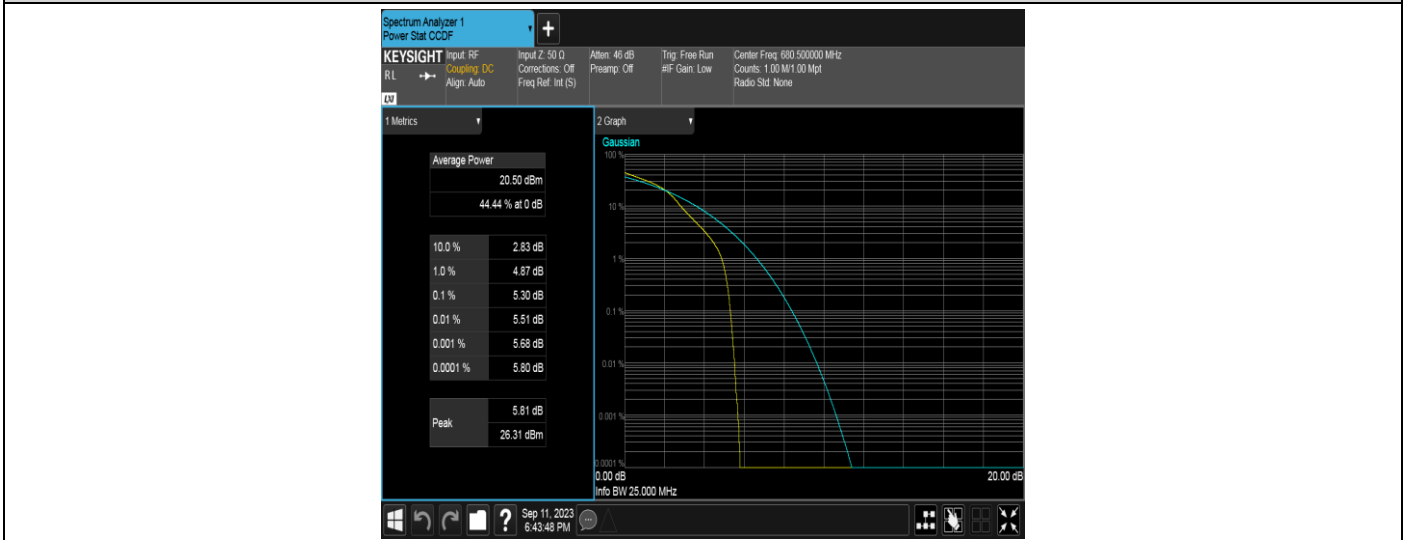 Spectrum Analyzer 1
Power Stat CCDF
+
KEYSIGHT
RL
LXI
Input: RF
Coupling: DC
Align: Auto
Input Z: 50 Ω
Corrections: Off
Freq Ref: Int (S)
Atten: 46 dB
Preamp: Off
Trig: Free Run
#IF Gain: Low
Center Freq: 680.500000 MHz
Counts: 1.00 M/1.00 Mpt
Radio Std: None
1 Metrics
Average Power
20.50 dBm
44.44 % at 0 dB
10.0 % 2.83 dB
1.0 % 4.87 dB
0.1 % 5.30 dB
0.01 % 5.51 dB
0.001 % 5.68 dB
0.0001 % 5.80 dB
Peak
5.81 dB
26.31 dBm
2 Graph
Gaussian
100 %
10 %
1 %
0.1 %
0.01 %
0.001 %
0.0001 %
0.00 dB 20.00 dB
Info BW 25.000 MHz
?
Sep 11, 2023
6:43:48 PM